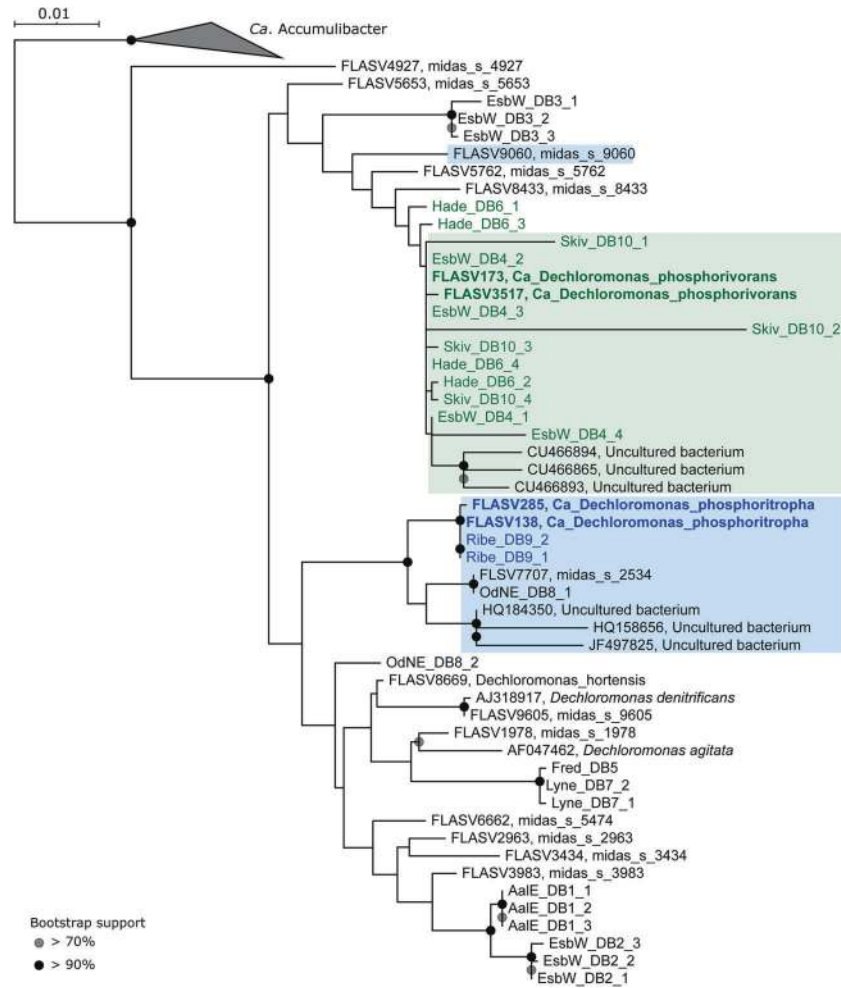 0.01
Ca. Accumulibacter
FLASV4927, midas_s_4927
FLASV5653, midas_s_5653
EsbW_DB3_1
EsbW_DB3_2
EsbW_DB3_3
FLASV9060, midas_s_9060
FLASV5762, midas_s_5762
FLASV8433, midas_s_8433
Hade_DB6_1
Hade_DB6_3
Skiv_DB10_1
EsbW_DB4_2
FLASV173, Ca_Dechloromonas_phosphorivorans
FLASV3517, Ca_Dechloromonas_phosphorivorans
EsbW_DB4_3
Skiv_DB10_2
Skiv_DB10_3
Hade_DB6_4
Hade_DB6_2
Skiv_DB10_4
EsbW_DB4_1
EsbW_DB4_4
CU466894, Uncultured bacterium
CU466865, Uncultured bacterium
CU466893, Uncultured bacterium
FLASV285, Ca_Dechloromonas_phosphoritropha
FLASV138, Ca_Dechloromonas_phosphoritropha
Ribe_DB9_2
Ribe_DB9_1
FLSV7707, midas_s_2534
OdNE_DB8_1
HQ184350, Uncultured bacterium
HQ158656, Uncultured bacterium
JF497825, Uncultured bacterium
OdNE_DB8_2
FLASV8669, Dechloromonas_hortensis
AJ318917, Dechloromonas denitrificans
FLASV9605, midas_s_9605
FLASV1978, midas_s_1978
AF047462, Dechloromonas agitata
Fred_DB5
Lyne_DB7_2
Lyne_DB7_1
FLASV6662, midas_s_5474
FLASV2963, midas_s_2963
FLASV3434, midas_s_3434
FLASV3983, midas_s_3983
AalE_DB1_1
AalE_DB1_2
AalE_DB1_3
EsbW_DB2_3
EsbW_DB2_2
EsbW_DB2_1
Bootstrap support
> 70%
> 90%